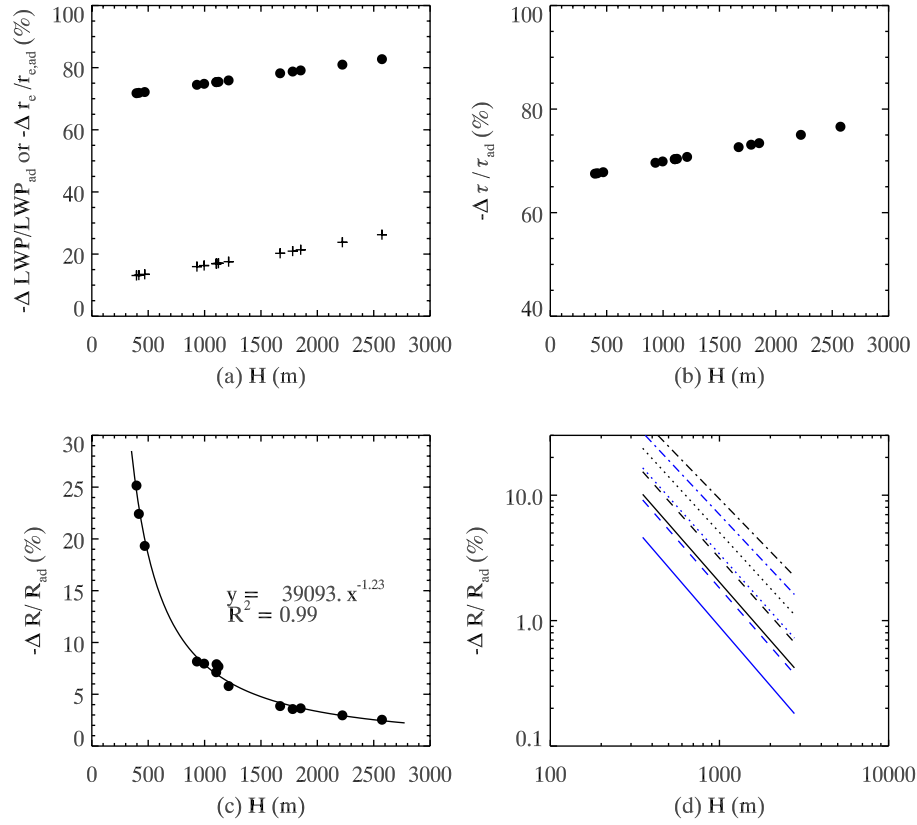 100
80
60
40
20
0
-Δ LWP/LWP_ad or -Δ r_e /r_e,ad (%)
0 500 1000 1500 2000 2500 3000
(a) H (m)
100
80
60
40
-Δ τ / τ_ad (%)
0 500 1000 1500 2000 2500 3000
(b) H (m)
30
25
20
15
10
5
0
-Δ R/ R_ad (%)
y = 39093. x^-1.23
R^2 = 0.99
0 500 1000 1500 2000 2500 3000
(c) H (m)
10.0
1.0
0.1
-Δ R/ R_ad (%)
100 1000 10000
(d) H (m)